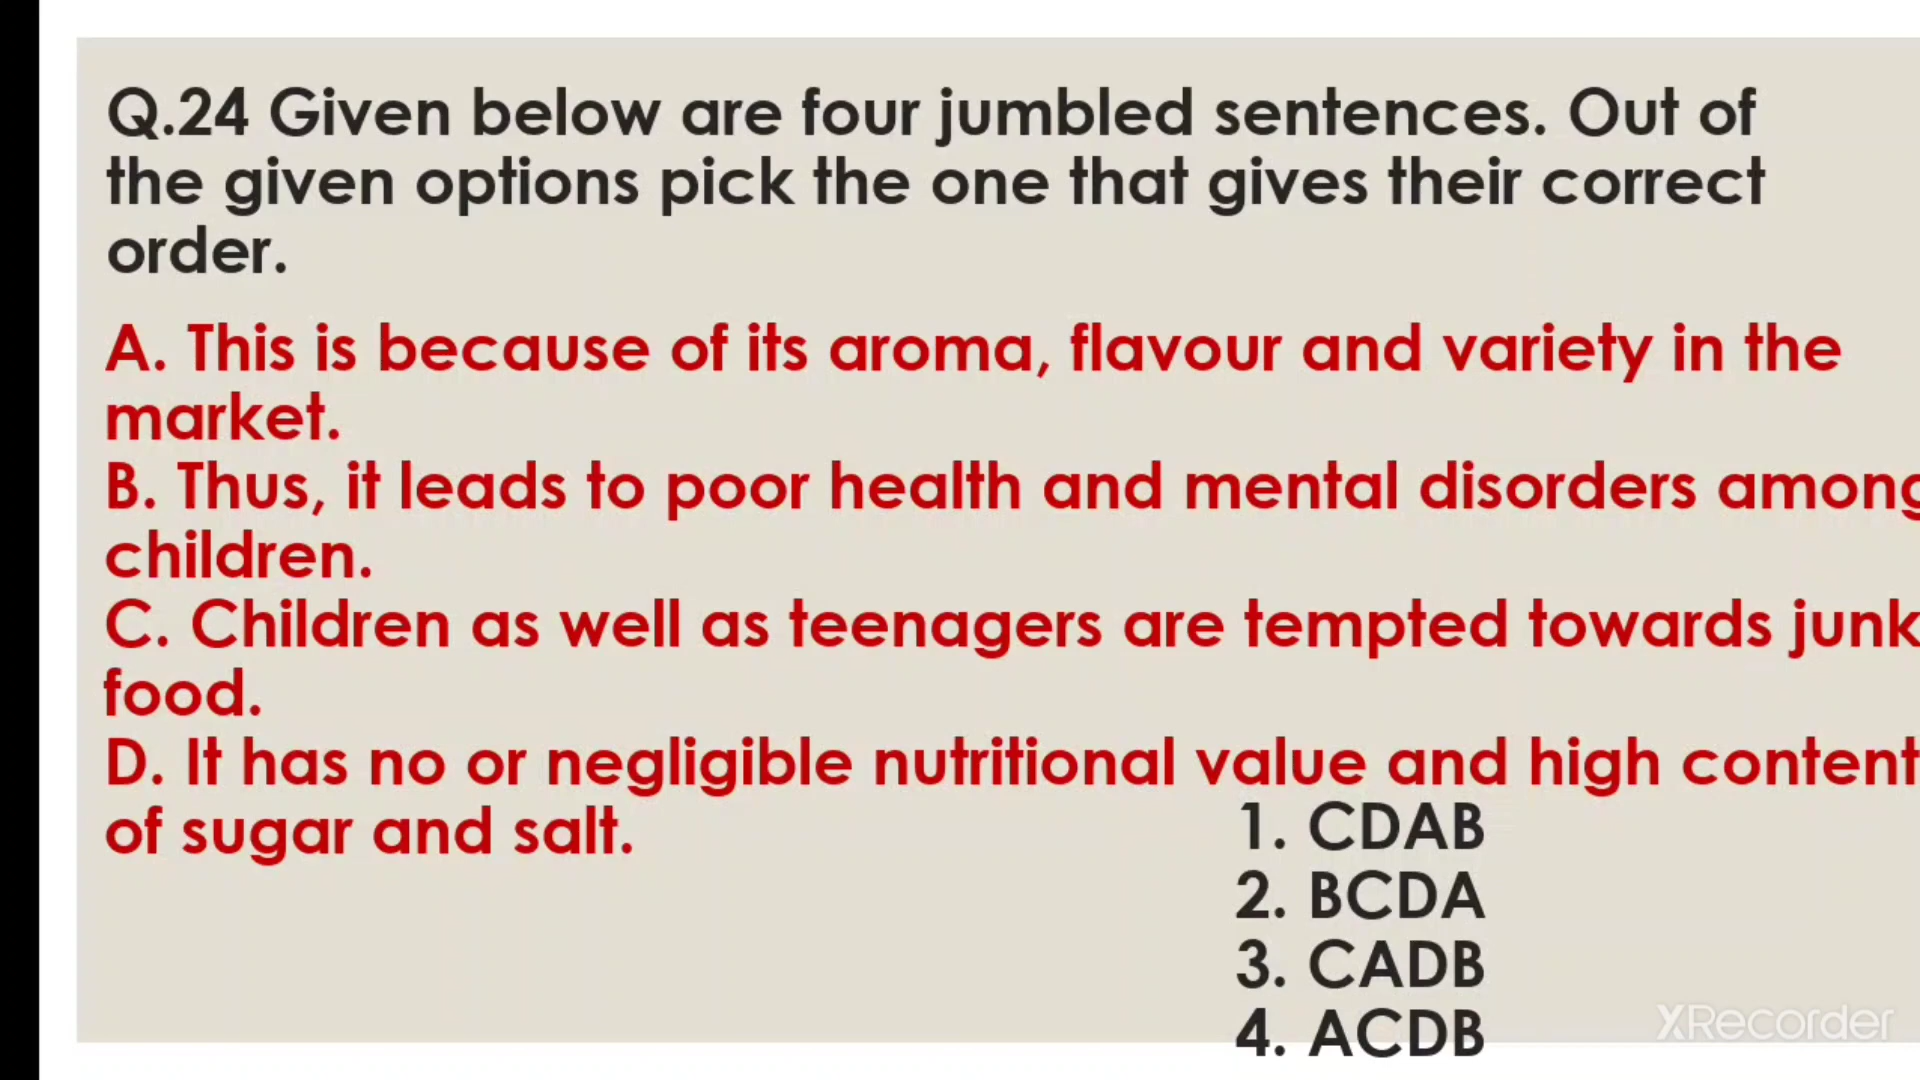 Q.24 Given below are four jumbled sentences. Out of
the given options pick the one that gives their correct
order.
A. This is because of its aroma, flavour and variety in the
market.
B. Thus, it leads to poor health and mental disorders among
children.
C. Children as well as teenagers are tempted towards junk
food.
D. It has no or negligible nutritional value and high content
of sugar and salt.
1. CDAB
2. BCDA
3. CADB
4. ACDB
XRecorder